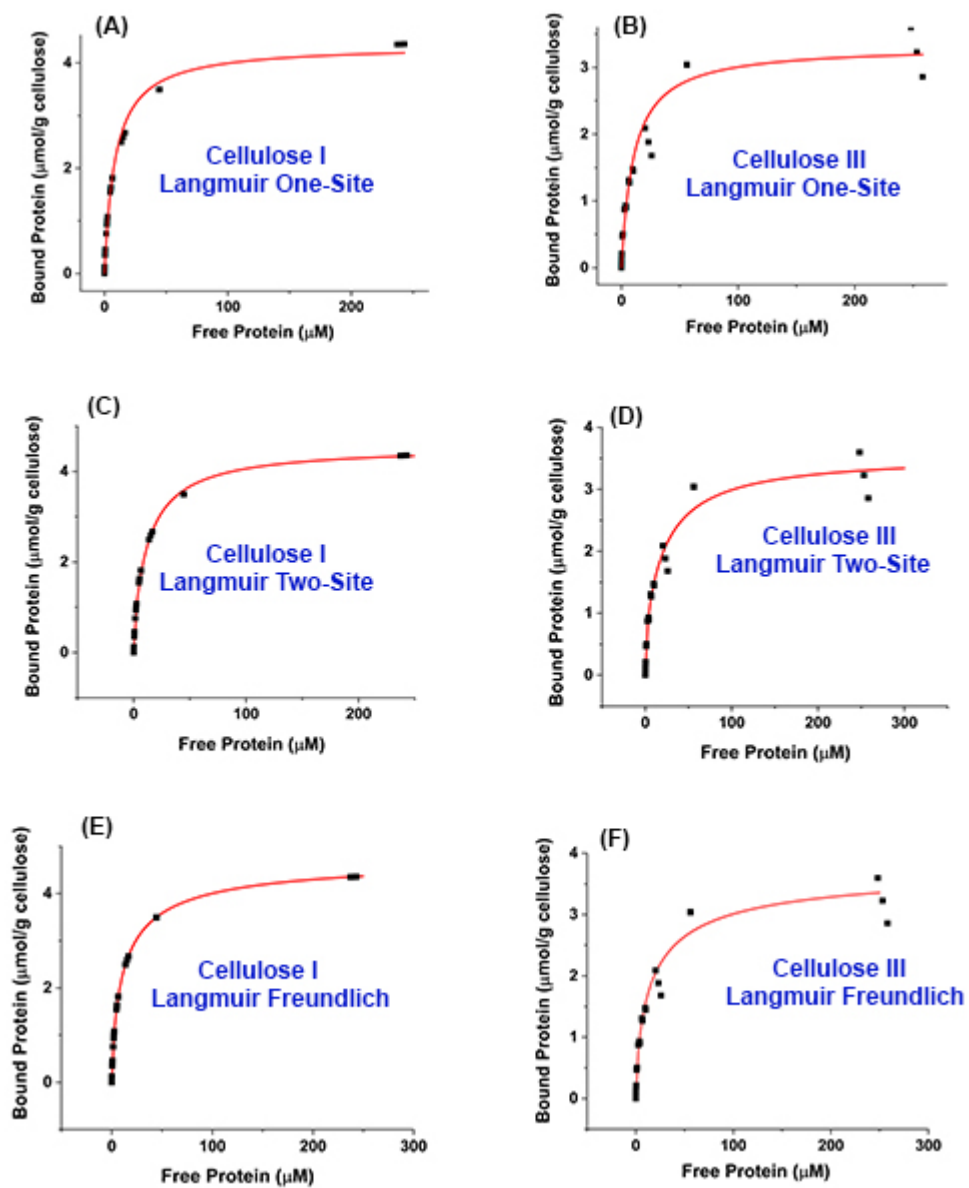 (A)
Bound Protein (μmol/g cellulose)
4
2
0
Cellulose I
Langmuir One-Site
0 100 200
Free Protein (μM)
(B)
Bound Protein (μmol/g cellulose)
3
2
1
0
Cellulose III
Langmuir One-Site
0 100 200
Free Protein (μM)
(C)
Bound Protein (μmol/g cellulose)
4
2
0
Cellulose I
Langmuir Two-Site
0 100 200
Free Protein (μM)
(D)
Bound Protein (μmol/g cellulose)
4
3
2
1
0
Cellulose III
Langmuir Two-Site
0 100 200 300
Free Protein (μM)
(E)
Bound Protein (μmol/g cellulose)
4
2
0
Cellulose I
Langmuir Freundlich
0 100 200 300
Free Protein (μM)
(F)
Bound Protein (μmol/g cellulose)
4
3
2
1
0
Cellulose III
Langmuir Freundlich
0 100 200 300
Free Protein (μM)